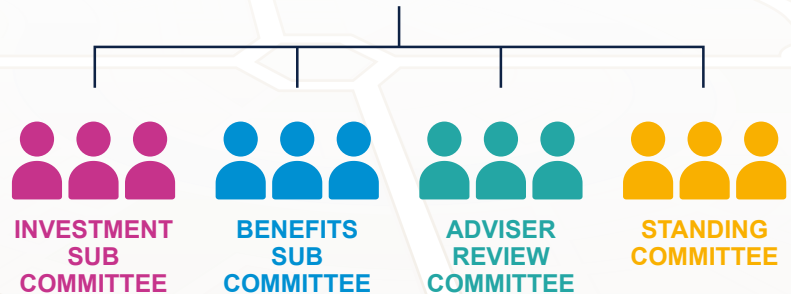 INVESTMENT
SUB
COMMITTEE
BENEFITS
SUB
COMMITTEE
ADVISER
REVIEW
COMMITTEE
STANDING
COMMITTEE